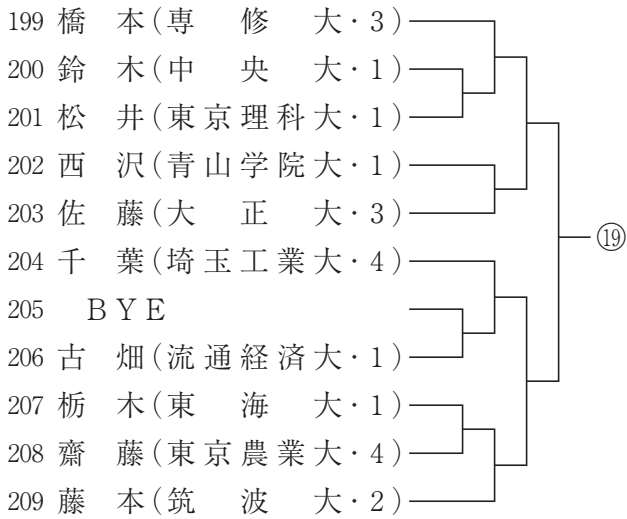 199 橋本(専修大・3)
200 鈴木(中央大・1)
201 松井(東京理科大・1)
202 西沢(青山学院大・1)
203 佐藤(大正大・3)
204 千葉(埼玉工業大・4)
205 BYE
206 古畑(流通経済大・1)
207 栃木(東海大・1)
208 齋藤(東京農業大・4)
209 藤本(筑波大・2)
⑲